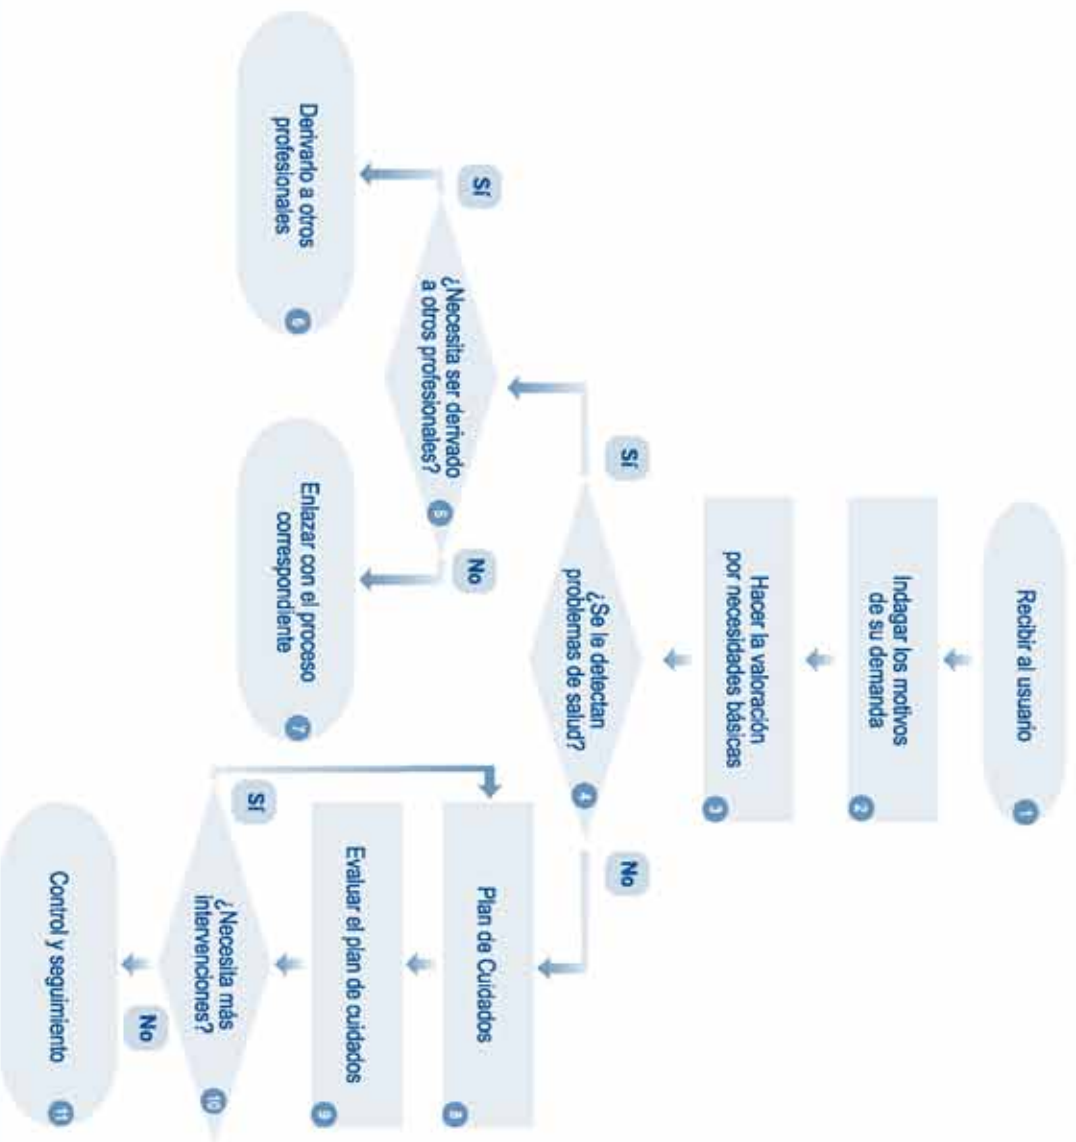 Recibir al usuario
1
Indagar los motivos
de su demanda
2
Hacer la valoración
por necesidades básicas
3
¿Se le detectan
problemas de salud?
4
Sí
No
¿Necesita ser derivado
a otros profesionales?
5
Sí
No
Derivarlo a otros
profesionales
6
Enlazar con el proceso
correspondiente
7
Plan de Cuidados
8
Evaluar el plan de cuidados
9
¿Necesita más
intervenciones?
10
Sí
No
Control y seguimiento
11